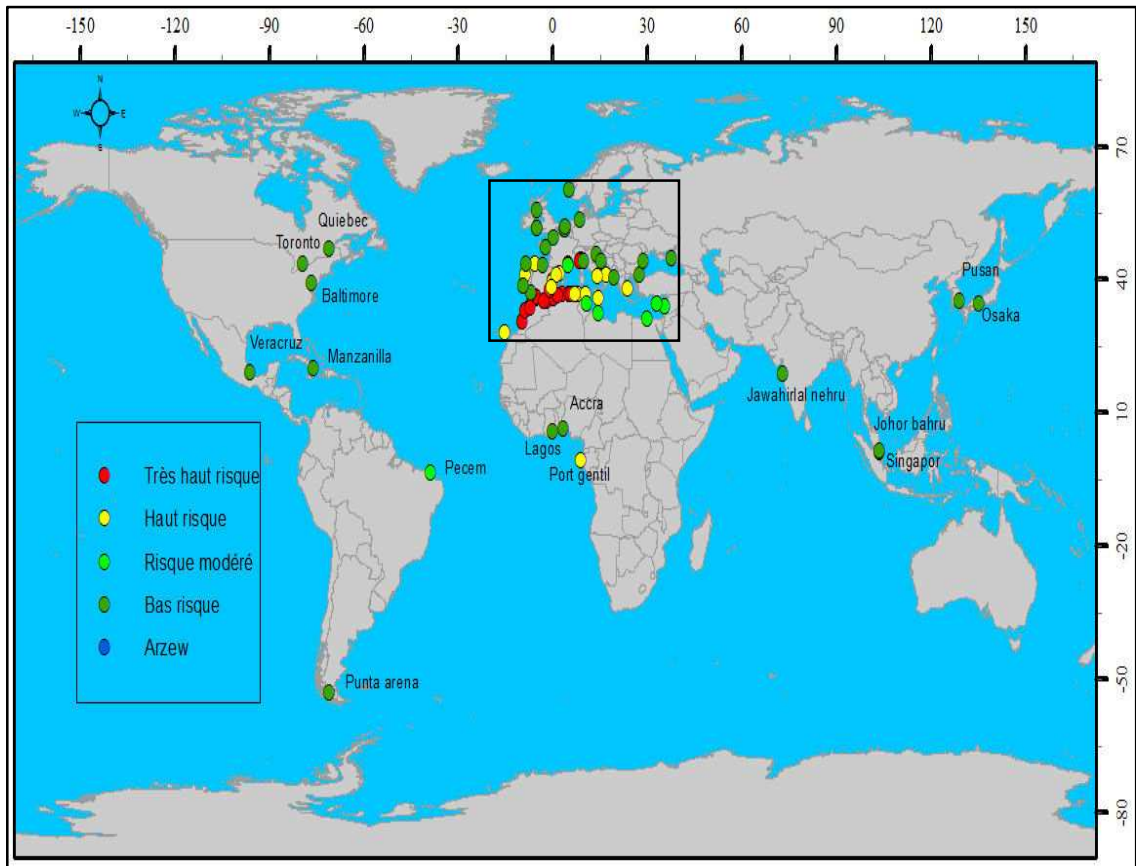 -150 -120 -90 -60 -30 0 30 60 90 120 150
N
W E
S
70
Quiebec
Toronto
Pusan
40
Baltimore
Osaka
Veracruz
Manzanilla
Jawahirlal nehru
Accra
10
Johor bahru
Lagos
Singapor
Pecem
Port gentil
Très haut risque
Haut risque
-20
Risque modéré
Bas risque
Arzew
-50
Punta arena
-80